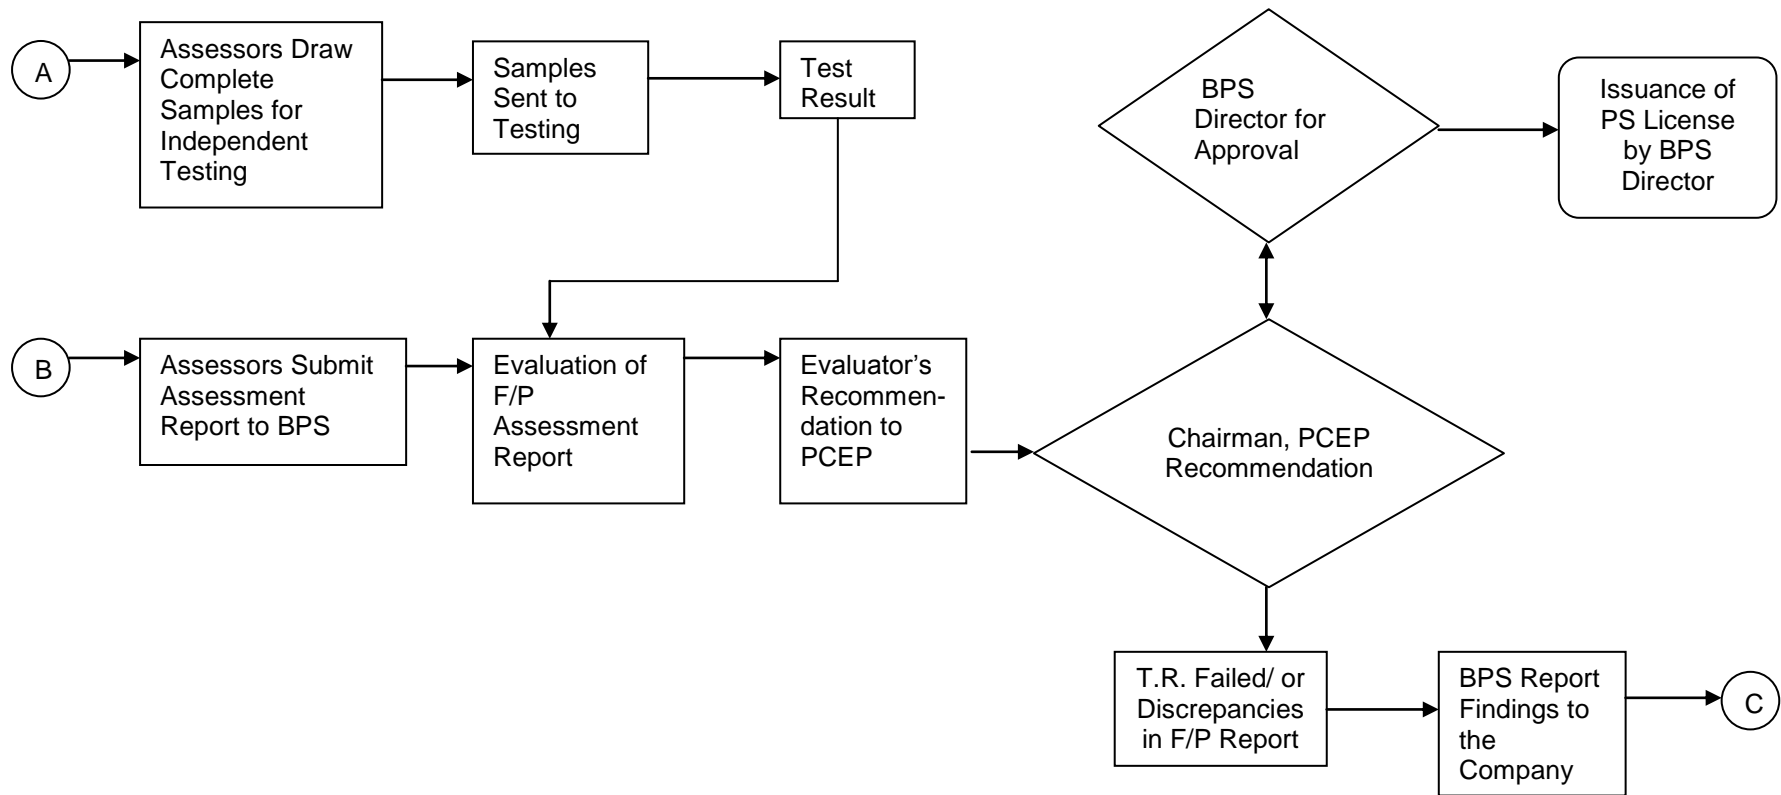 A
Assessors Draw
Complete
Samples for
Independent
Testing
Samples
Sent to
Testing
Test
Result
BPS
Director for
Approval
Issuance of
PS License
by BPS
Director
B
Assessors Submit
Assessment
Report to BPS
Evaluation of
F/P
Assessment
Report
Evaluator’s
Recommen-
dation to
PCEP
Chairman, PCEP
Recommendation
T.R. Failed/ or
Discrepancies
in F/P Report
BPS Report
Findings to
the
Company
C